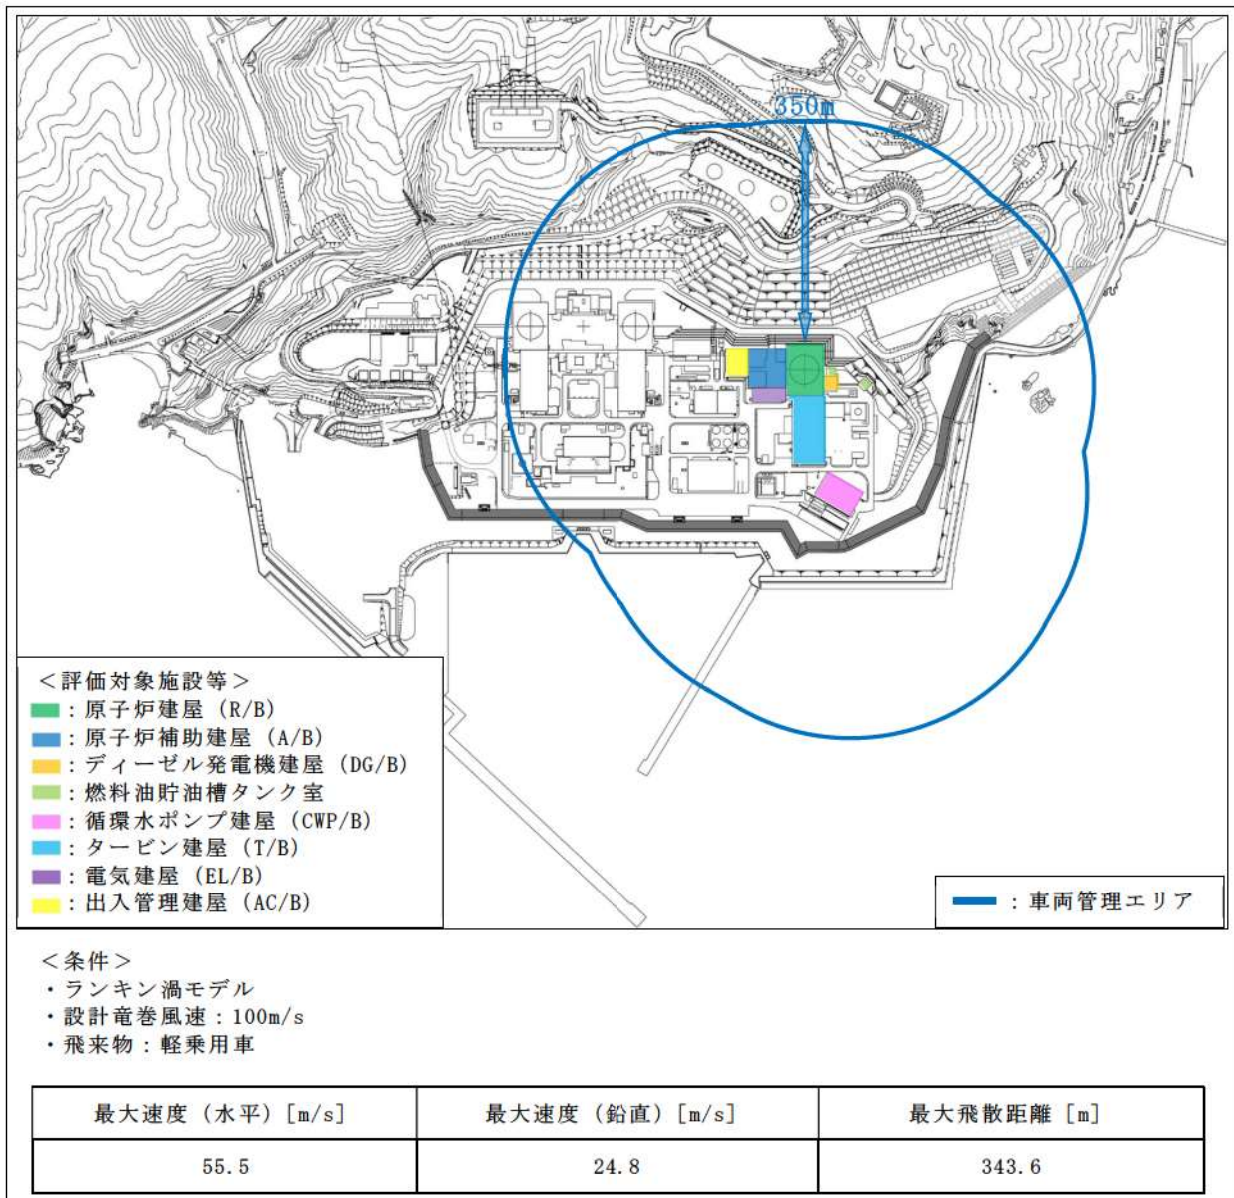 350m
＜評価対象施設等＞
：原子炉建屋（R/B）
：原子炉補助建屋（A/B）
：ディーゼル発電機建屋（DG/B）
：燃料油貯油槽タンク室
：循環水ポンプ建屋（CWP/B）
：タービン建屋（T/B）
：電気建屋（EL/B）
：出入管理建屋（AC/B）
：車両管理エリア
＜条件＞
・ランキン渦モデル
・設計竜巻風速：100m/s
・飛来物：軽乗用車
最大速度（水平）[m/s] 最大速度（鉛直）[m/s] 最大飛散距離［m］
55.5 24.8 343.6